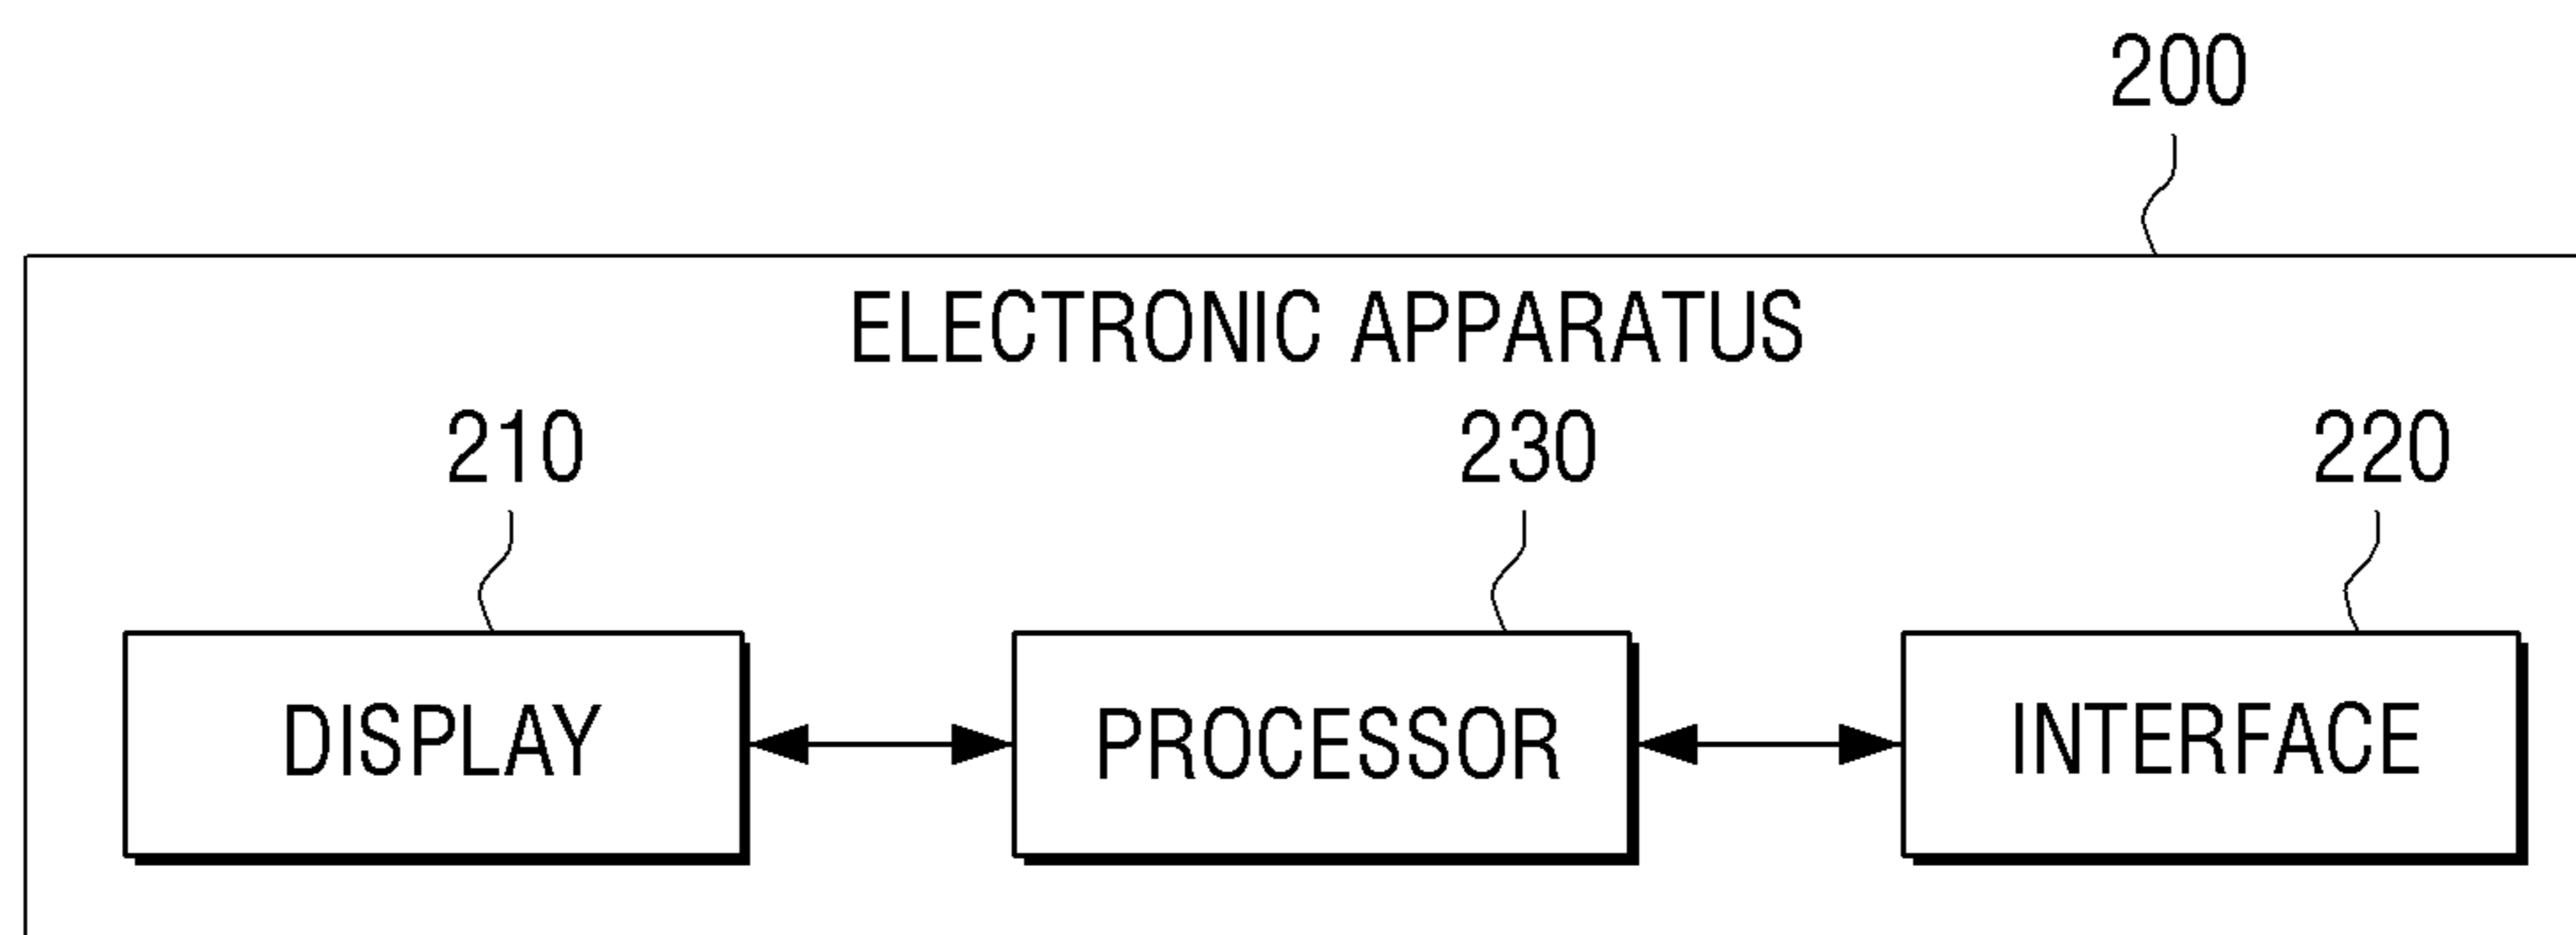 200
ELECTRONIC APPARATUS
210 230 220
DISPLAY PROCESSOR INTERFACE